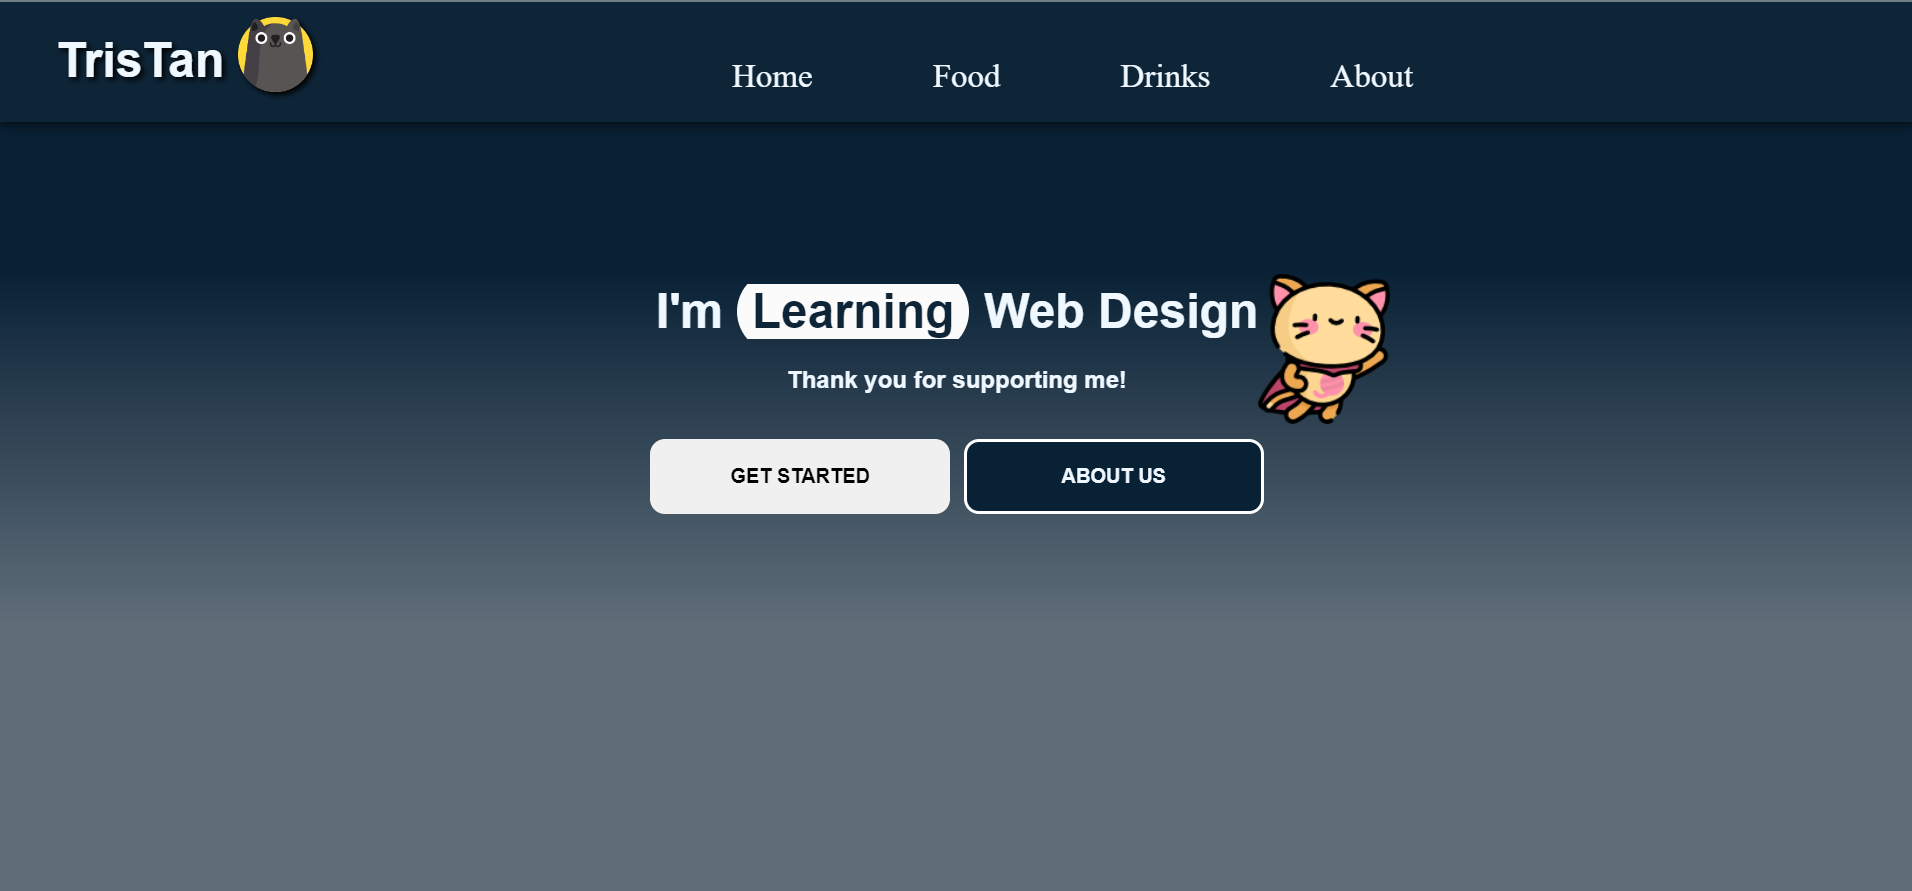 TrisTan
Home Food Drinks About
I'm Learning Web Design
Thank you for supporting me!
GET STARTED ABOUT US